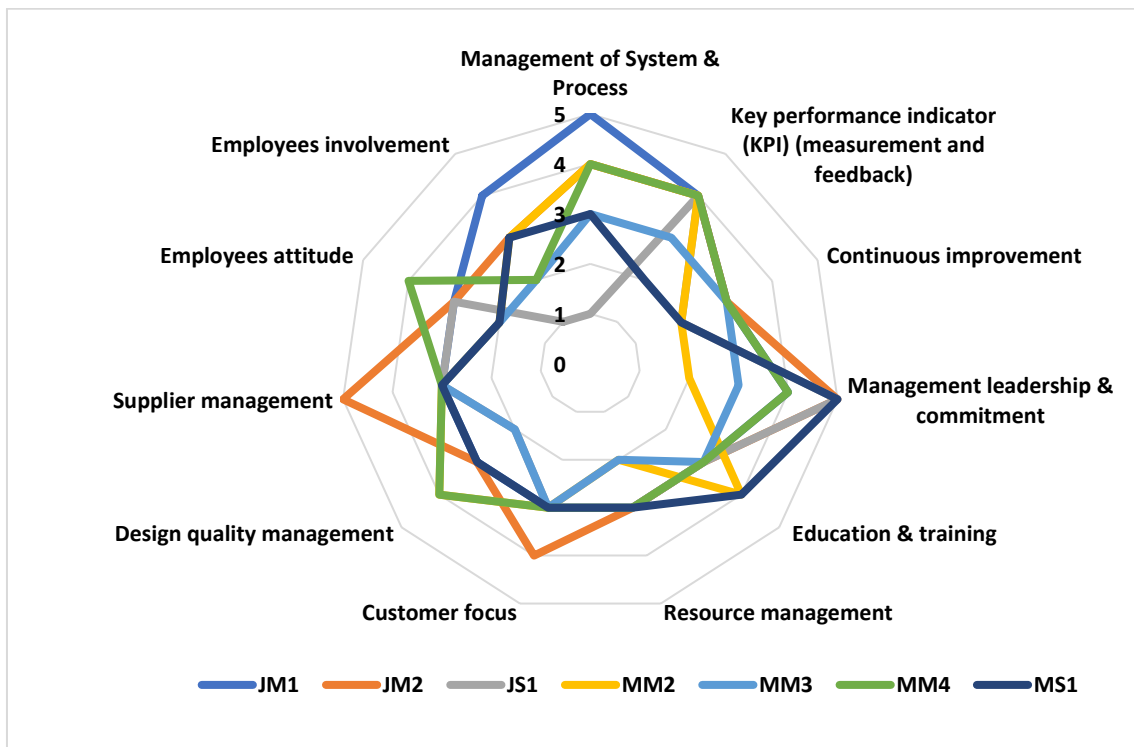 Management of System &
Process
Key performance indicator
(KPI) (measurement and
feedback)
Continuous improvement
Management leadership &
commitment
Education & training
Resource management
Customer focus
Design quality management
Supplier management
Employees attitude
Employees involvement
5
4
3
2
1
0
JM1 JM2 JS1 MM2 MM3 MM4 MS1